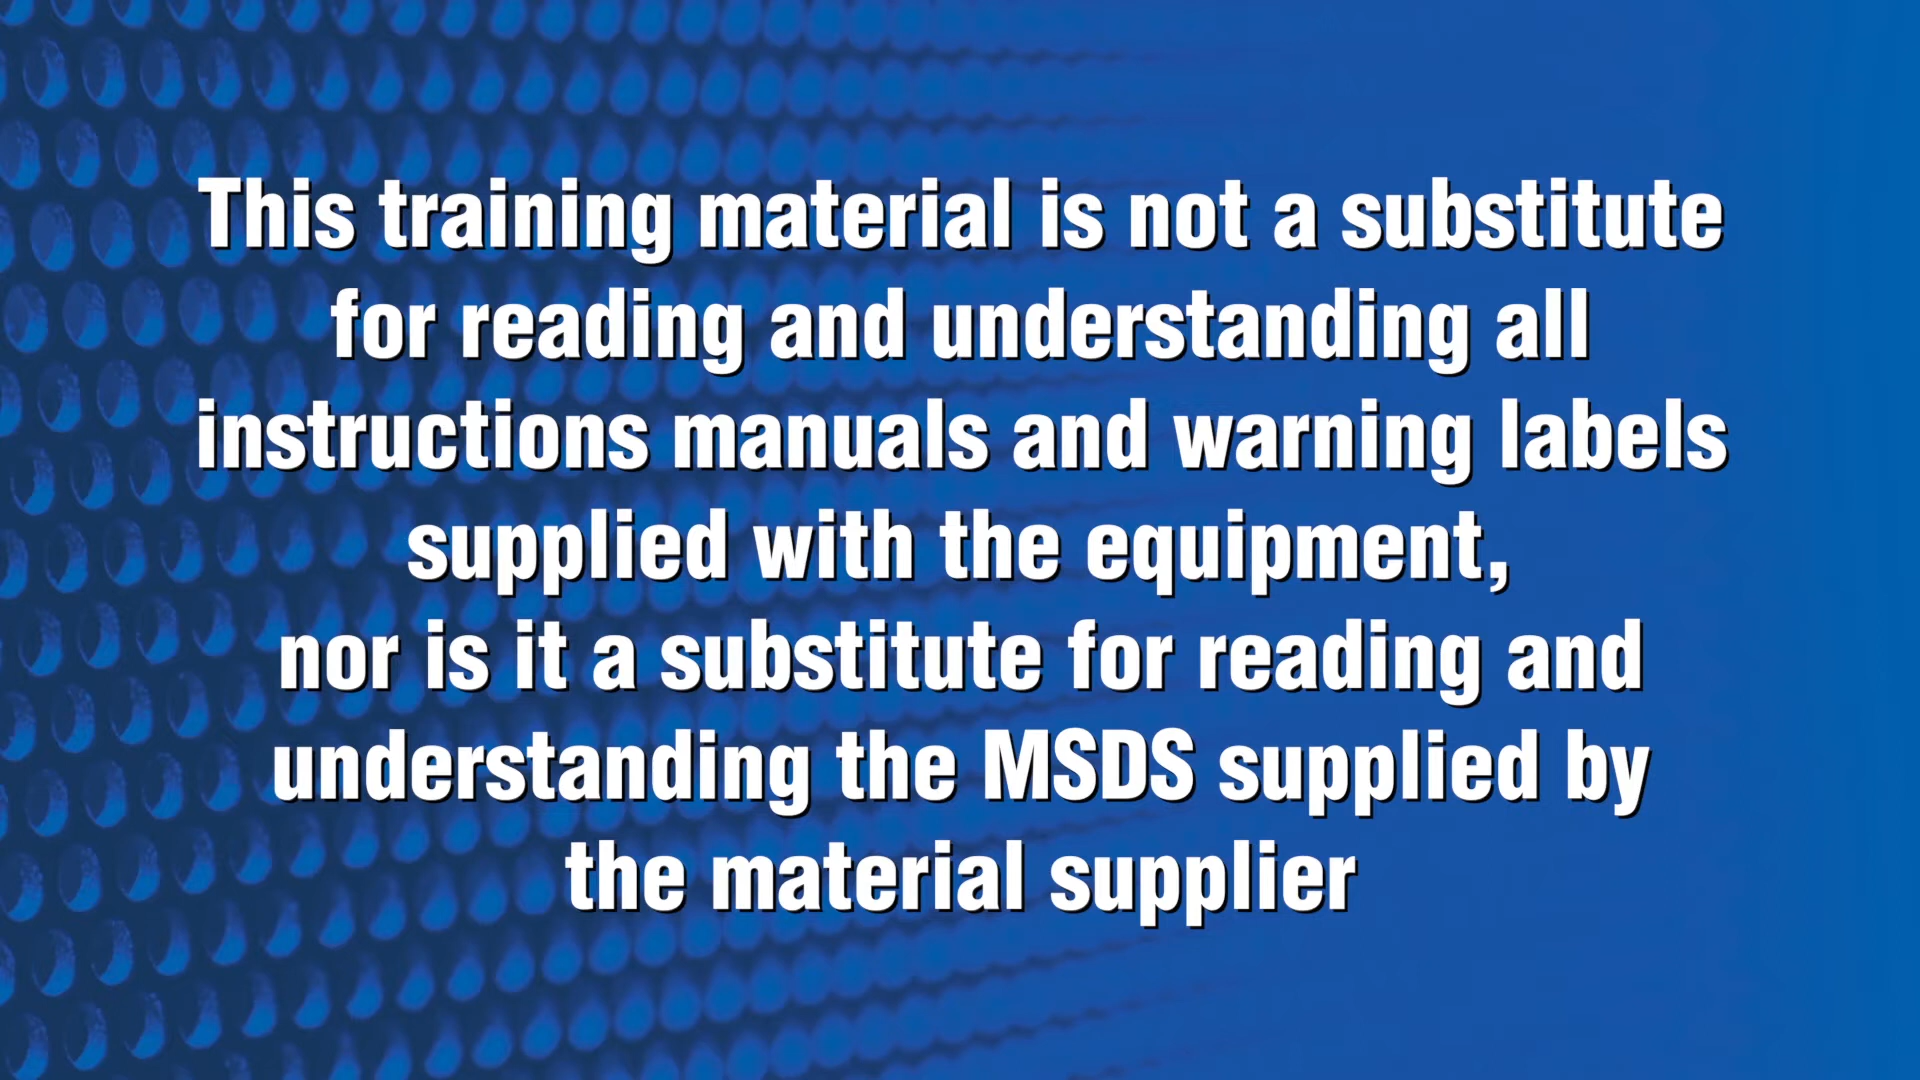 This training material is not a substitute
for reading and understanding all
instructions manuals and warning labels
supplied with the equipment,
nor is it a substitute for reading and
understanding the MSDS supplied by
the material supplier